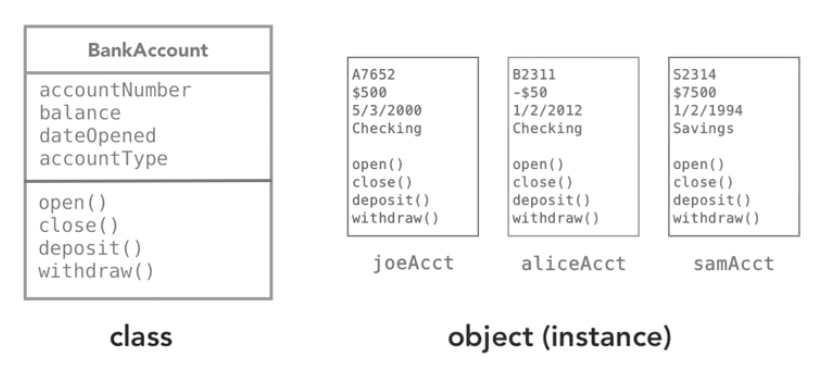 BankAccount
accountNumber
balance
dateOpened
accountType
open()
close()
deposit()
withdraw()
class
A7652
$500
5/3/2000
Checking
open()
close()
deposit()
withdraw()
joeAcct
B2311
-$50
1/2/2012
Checking
open()
close()
deposit()
withdraw()
aliceAcct
S2314
$7500
1/2/1994
Savings
open()
close()
deposit()
withdraw()
samAcct
object (instance)